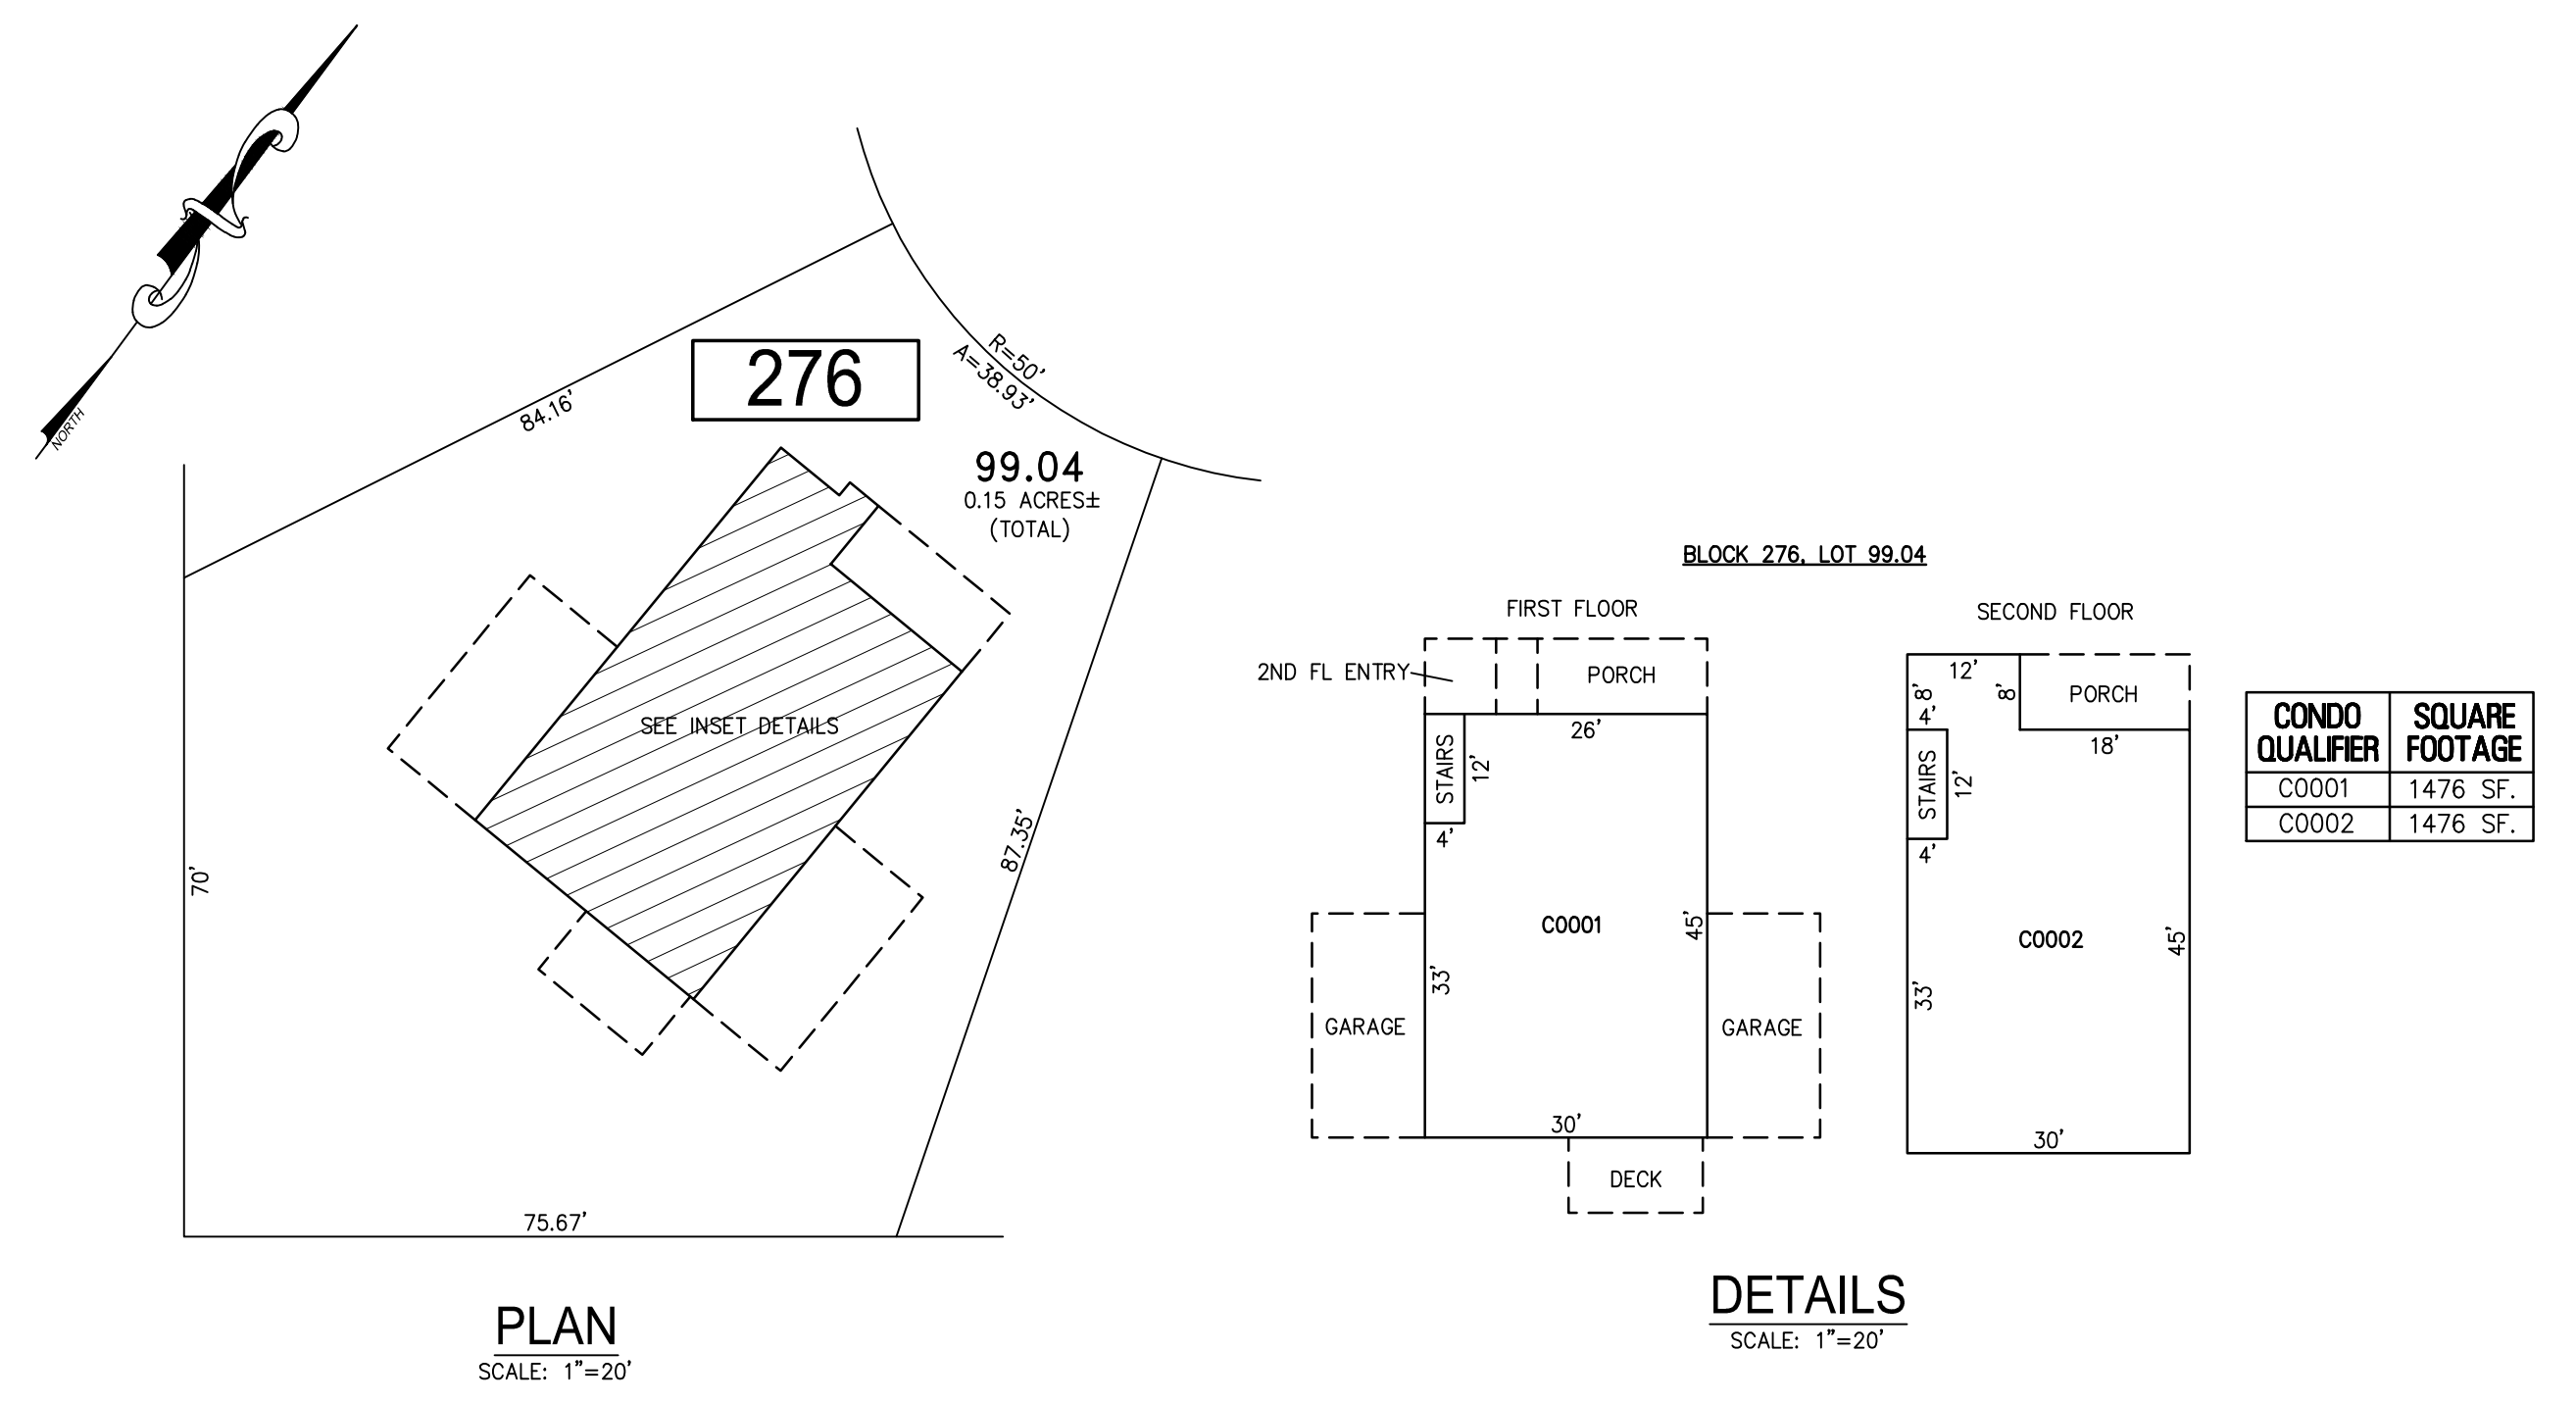 NORTH
84.16'
276
R=50'
A=38.93'
99.04
0.15 ACRES±
(TOTAL)
SEE INSET DETAILS
70'
87.35'
75.67'
PLAN
SCALE: 1"=20'
BLOCK 276, LOT 99.04
FIRST FLOOR
2ND FL ENTRY
PORCH
26'
STAIRS
12'
4'
C0001
45'
33'
GARAGE
GARAGE
30'
DECK
SECOND FLOOR
12'
8'
8'
PORCH
4'
18'
STAIRS
12'
4'
C0002
45'
33'
30'
CONDO QUALIFIER SQUARE FOOTAGE
C0001 1476 SF.
C0002 1476 SF.
DETAILS
SCALE: 1"=20'